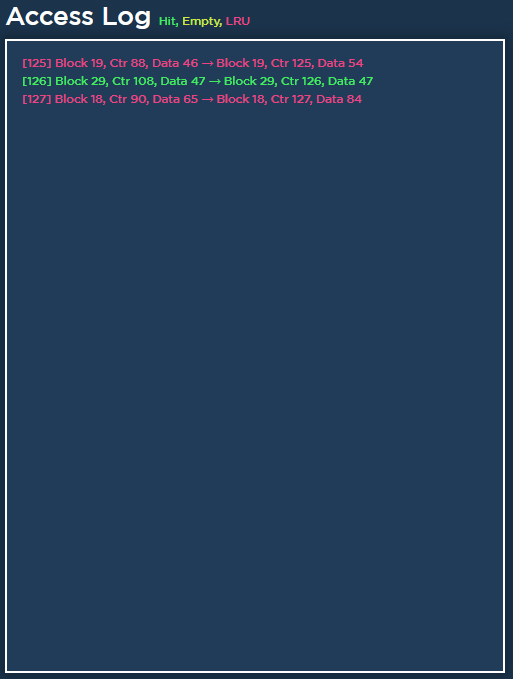 Access Log Hit, Empty, LRU
[125] Block 19, Ctr 88, Data 46 → Block 19, Ctr 125, Data 54
[126] Block 29, Ctr 108, Data 47 → Block 29, Ctr 126, Data 47
[127] Block 18, Ctr 90, Data 65 → Block 18, Ctr 127, Data 84